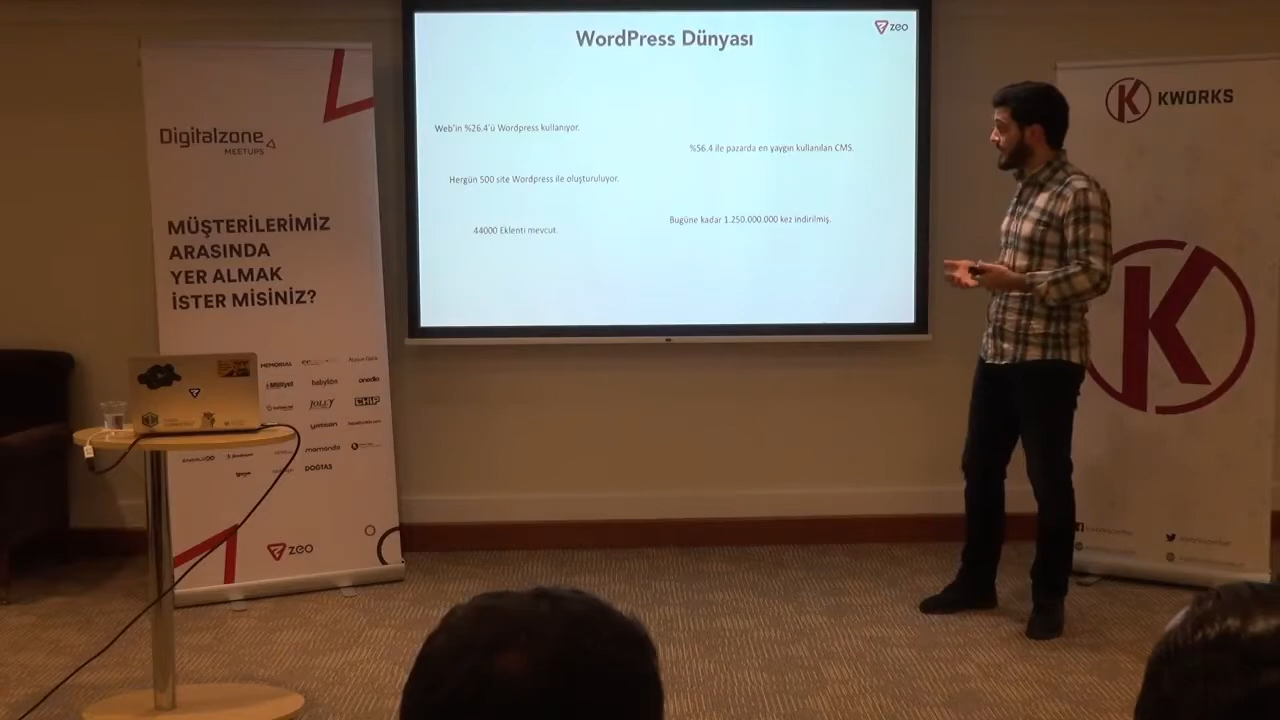 WordPress Dünyası
zeo
Web'in %26.4'ü Wordpress kullanıyor.
%56.4 ile pazarda en yaygın kullanılan CMS.
Hergün 500 site Wordpress ile oluşturuluyor.
Bugüne kadar 1.250.000.000 kez indirilmiş.
44000 Eklenti mevcut.
Digitalzone
MEETUPS
MÜŞTERİLERİMİZ
ARASINDA
YER ALMAK
İSTER MİSİNİZ?
MEMORIAL
Milliyet babylon onedio
JOLLY CHIP
momondo
DOĞTAŞ
zeo
KWORKS
K